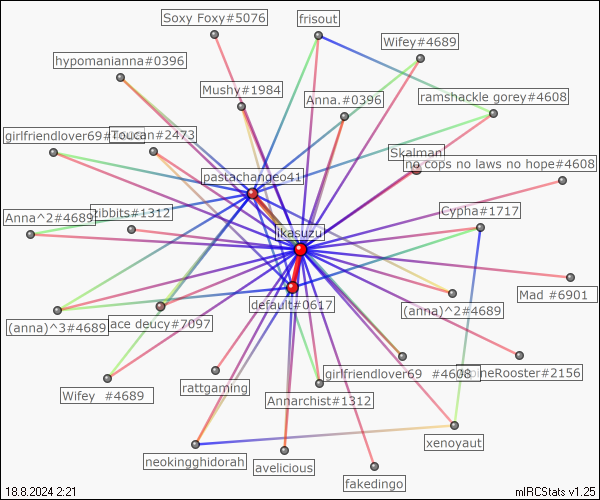 Soxy Foxy#5076
frisout
Wifey#4689
hypomanianna#0396
Mushy#1984
Anna.#0396
ramshackle gorey#4608
girlfriendlover69#
Toucan#2473
Skalman
no cops no laws no hope#4608
pastachangeo41
Anna^2#4689
tibbits#1312
Cypha#1717
ikasuzu
Mad #6901
default#0617
(anna)^2#4689
(anna)^3#4689
ace deucy#7097
girlfriendlover69 #4608
pineRooster#2156
Wifey #4689
rattgaming
Annarchist#1312
xenoyaut
neokingghidorah
avelicious
fakedingo
18.8.2024 2:21
mIRCStats v1.25